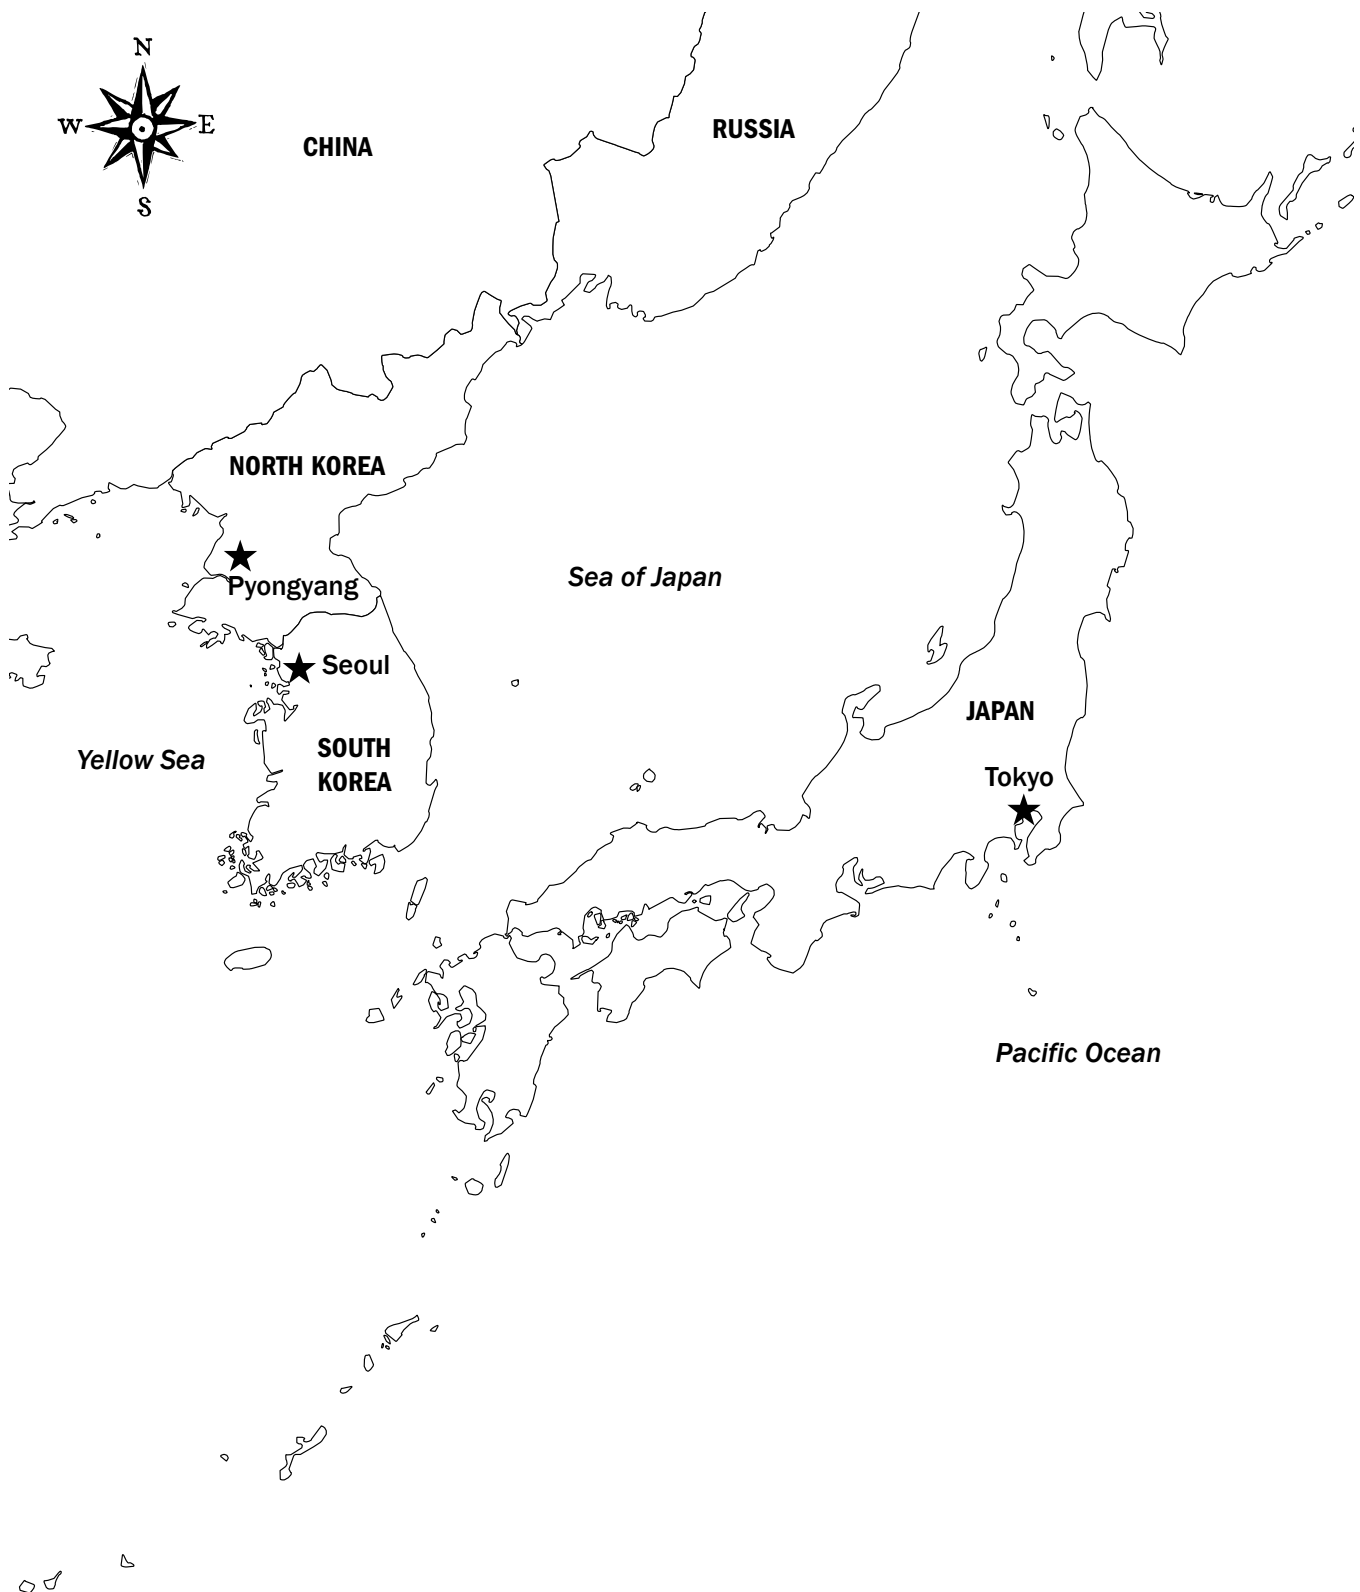 N
W E
S
CHINA
RUSSIA
NORTH KOREA
Pyongyang
Sea of Japan
Seoul
JAPAN
Yellow Sea
SOUTH
KOREA
Tokyo
Pacific Ocean